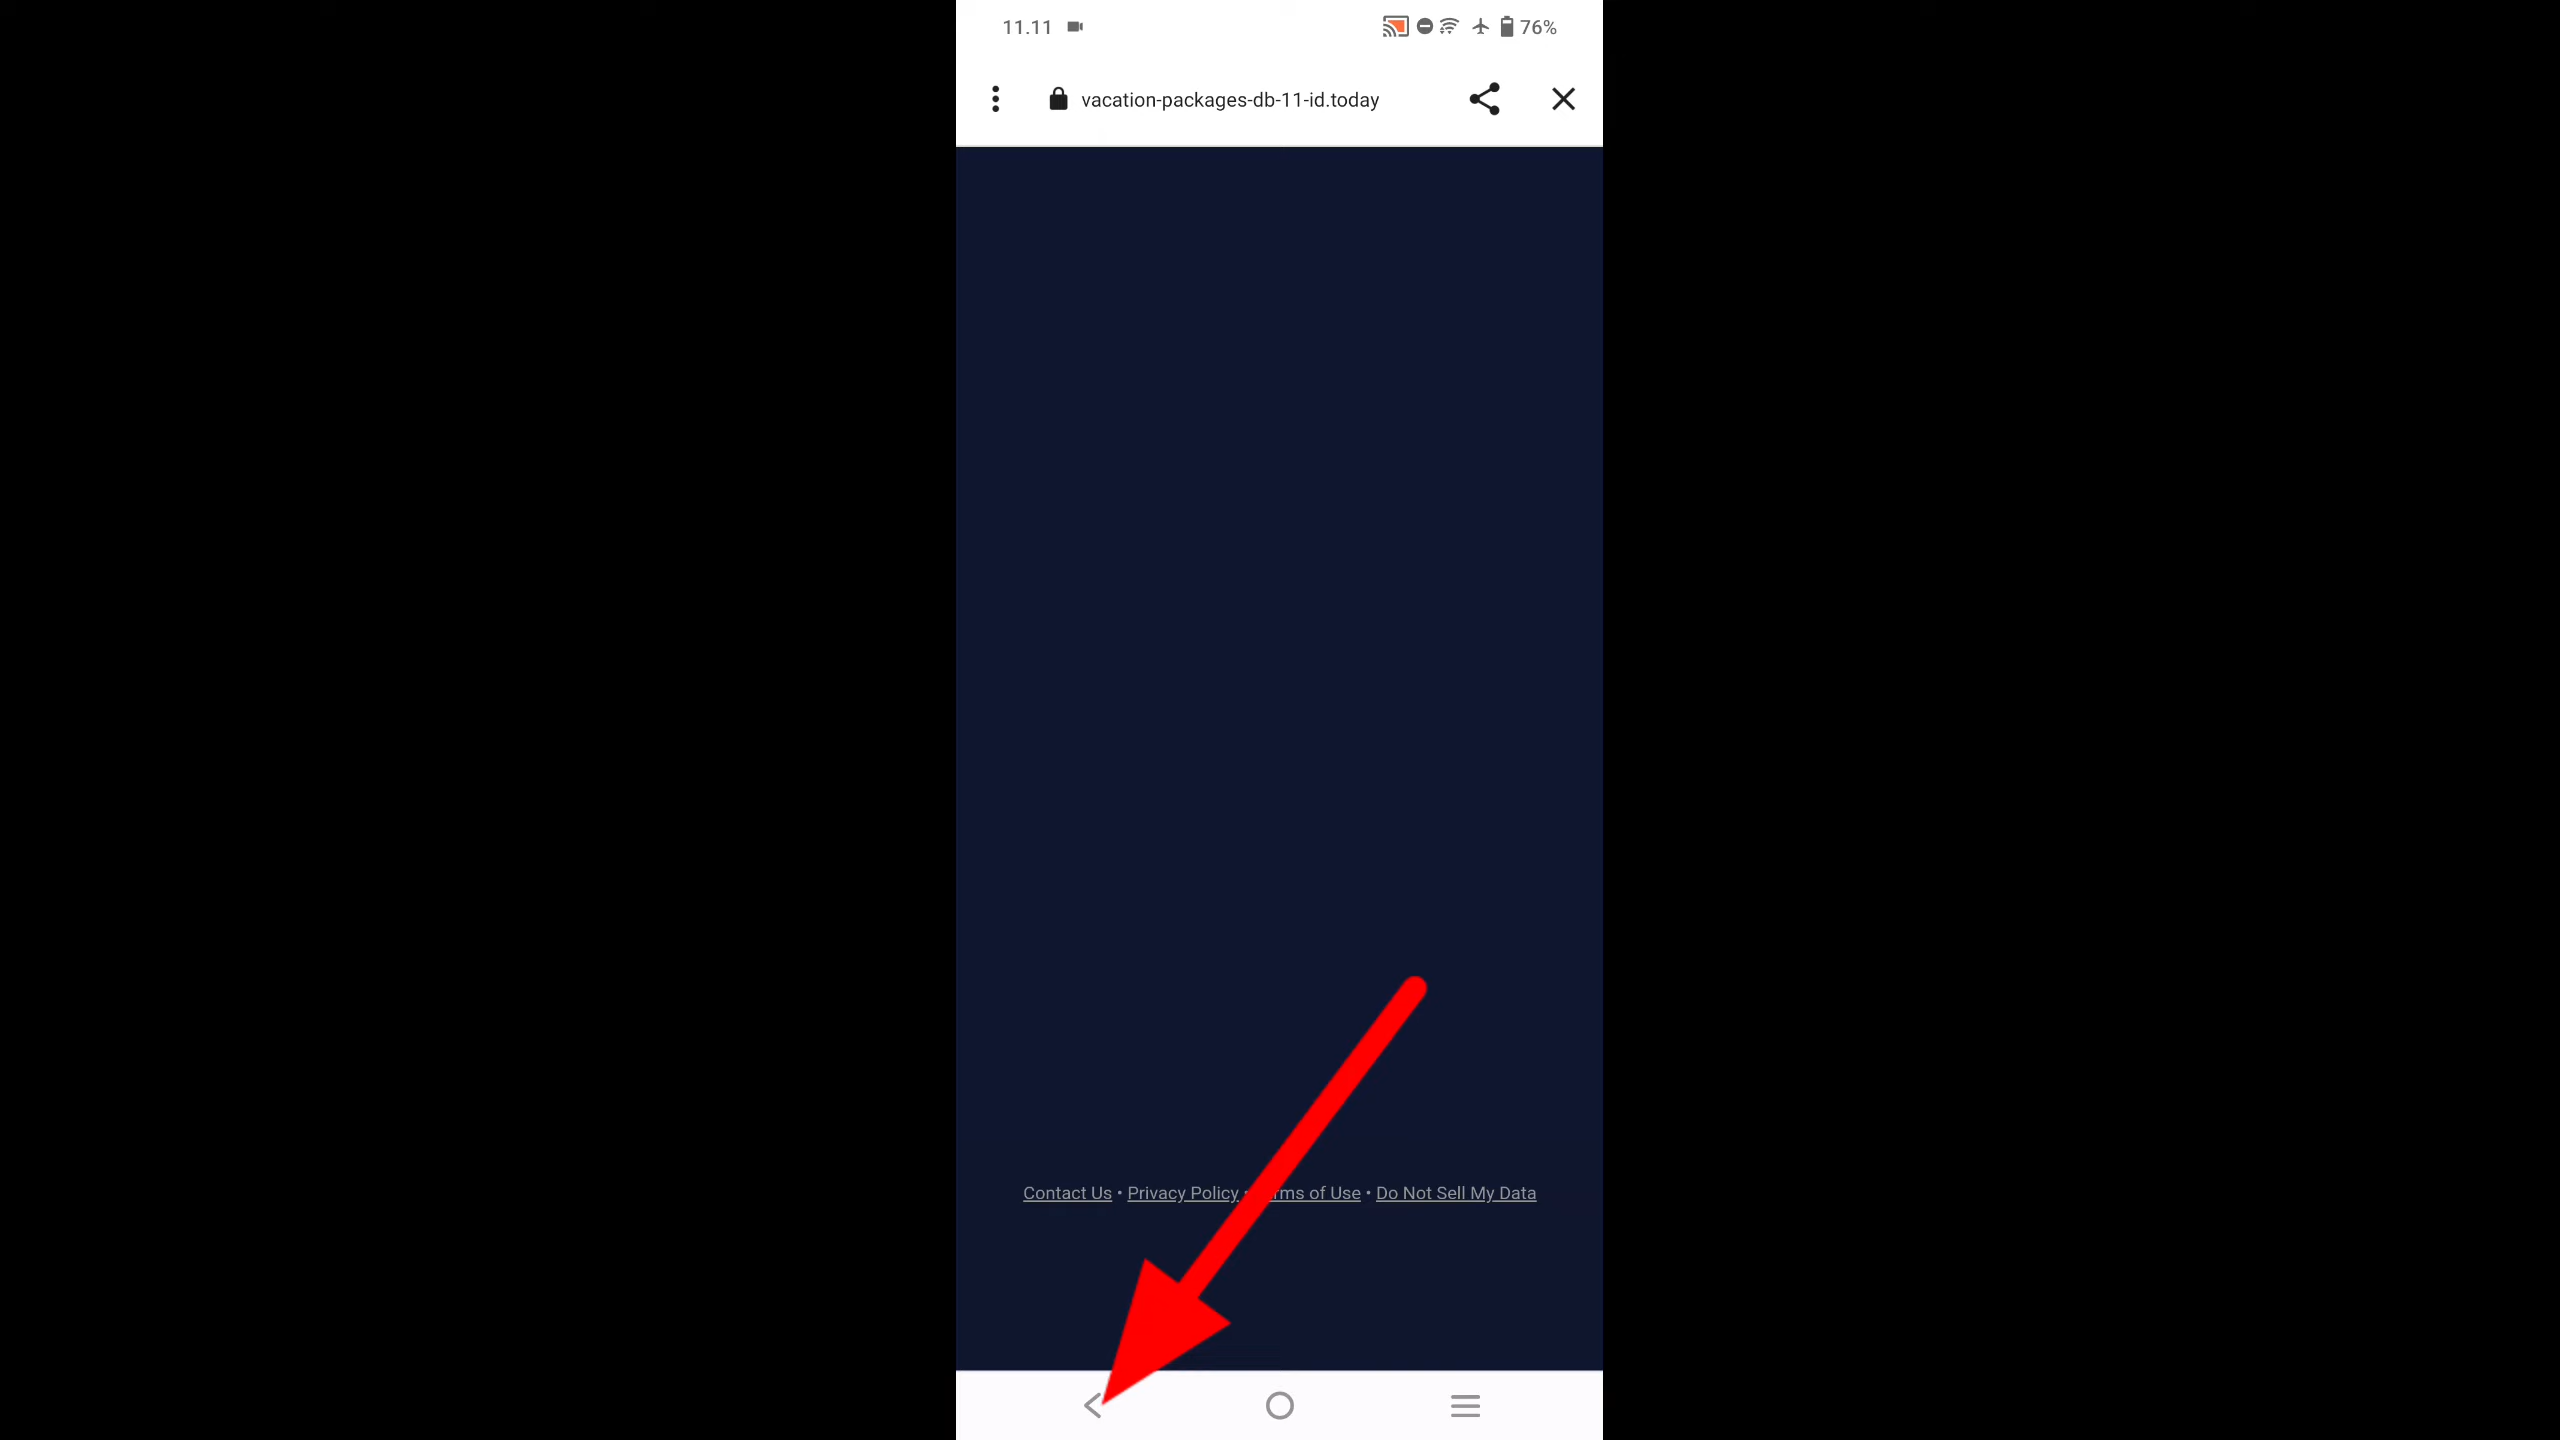 11.11 76%
vacation-packages-db-11-id.today
Contact Us • Privacy Policy • ms of Use • Do Not Sell My Data